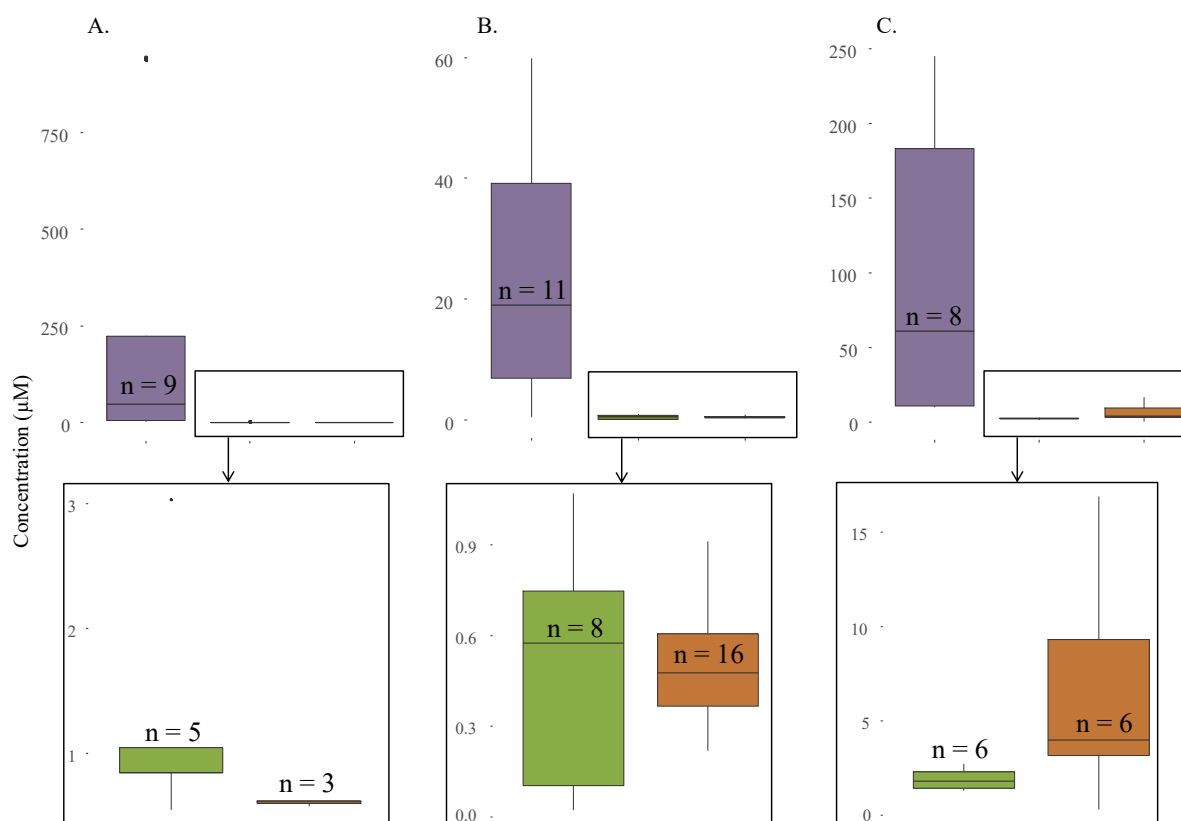 A.
B.
C.
Concentration (µM)
750
500
250
0
n = 9
60
40
20
0
n = 11
250
200
150
100
50
0
n = 8
3
2
1
n = 5
n = 3
0.9
0.6
0.3
0.0
n = 8
n = 16
15
10
5
0
n = 6
n = 6